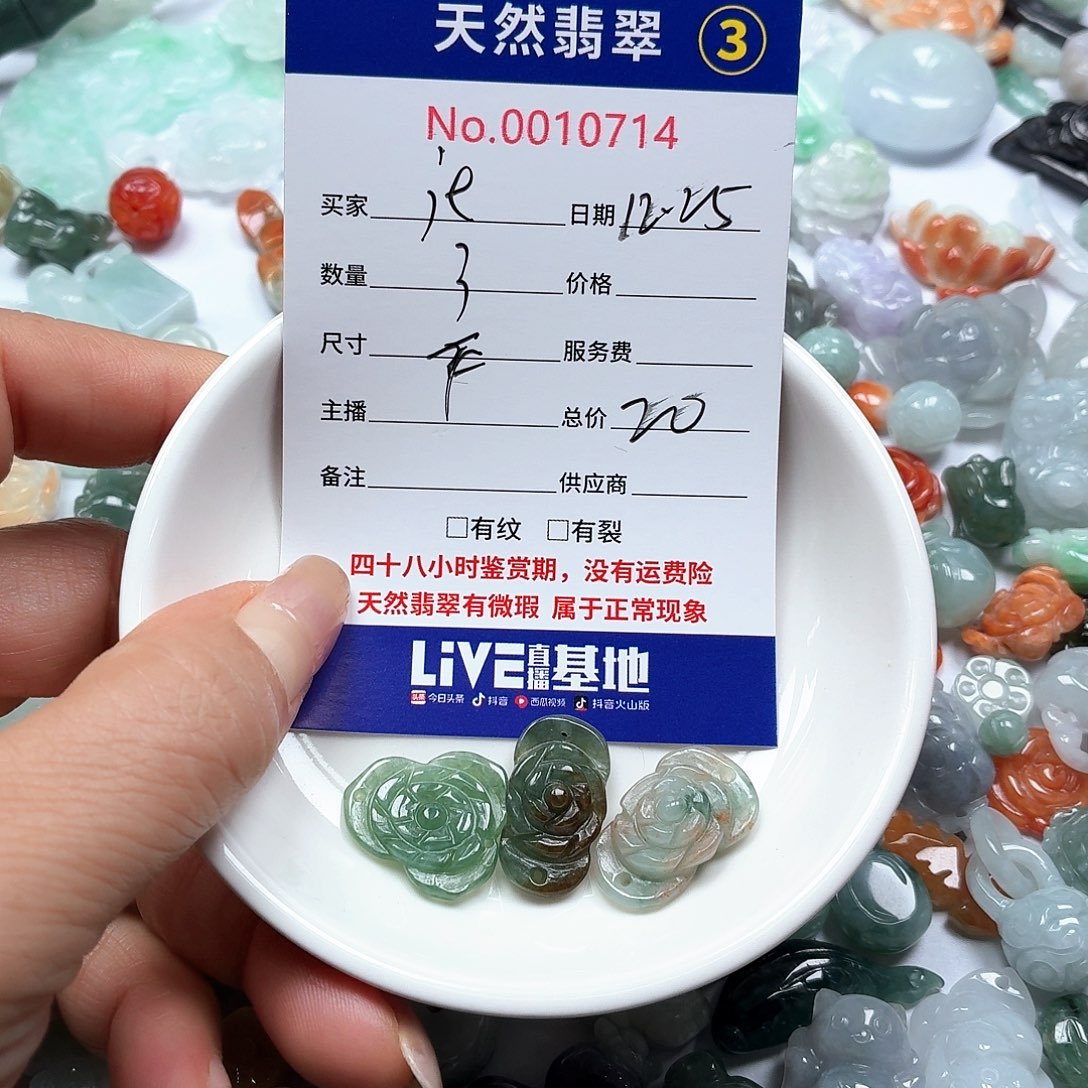 天然翡翠 3
No.0010714
买家 日期 12-25
数量 3 价格
尺寸 服务费
主播 总价 20
备注 供应商
□有纹 □有裂
四十八小时鉴赏期，没有运费险
天然翡翠有微瑕 属于正常现象
LiVE直播基地
头条 今日头条 抖音 西瓜视频 抖音火山版